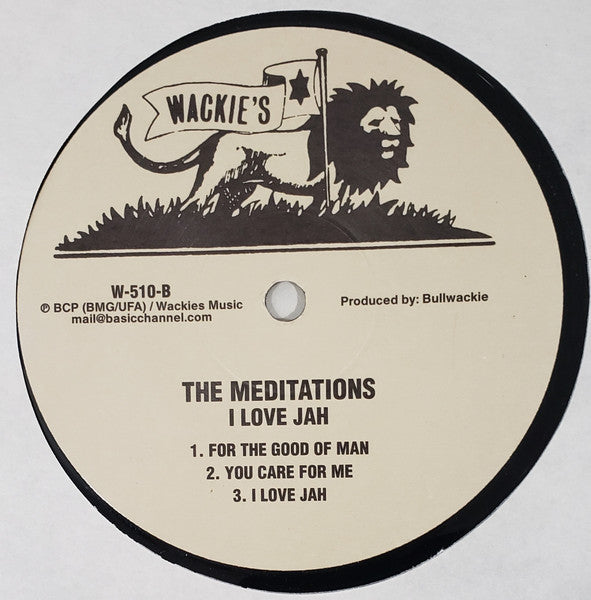 WACKIE'S
W-510-B
℗ BCP (BMG/UFA) / Wackies Music
mail@basicchannel.com
Produced by: Bullwackie
THE MEDITATIONS
I LOVE JAH
1. FOR THE GOOD OF MAN
2. YOU CARE FOR ME
3. I LOVE JAH